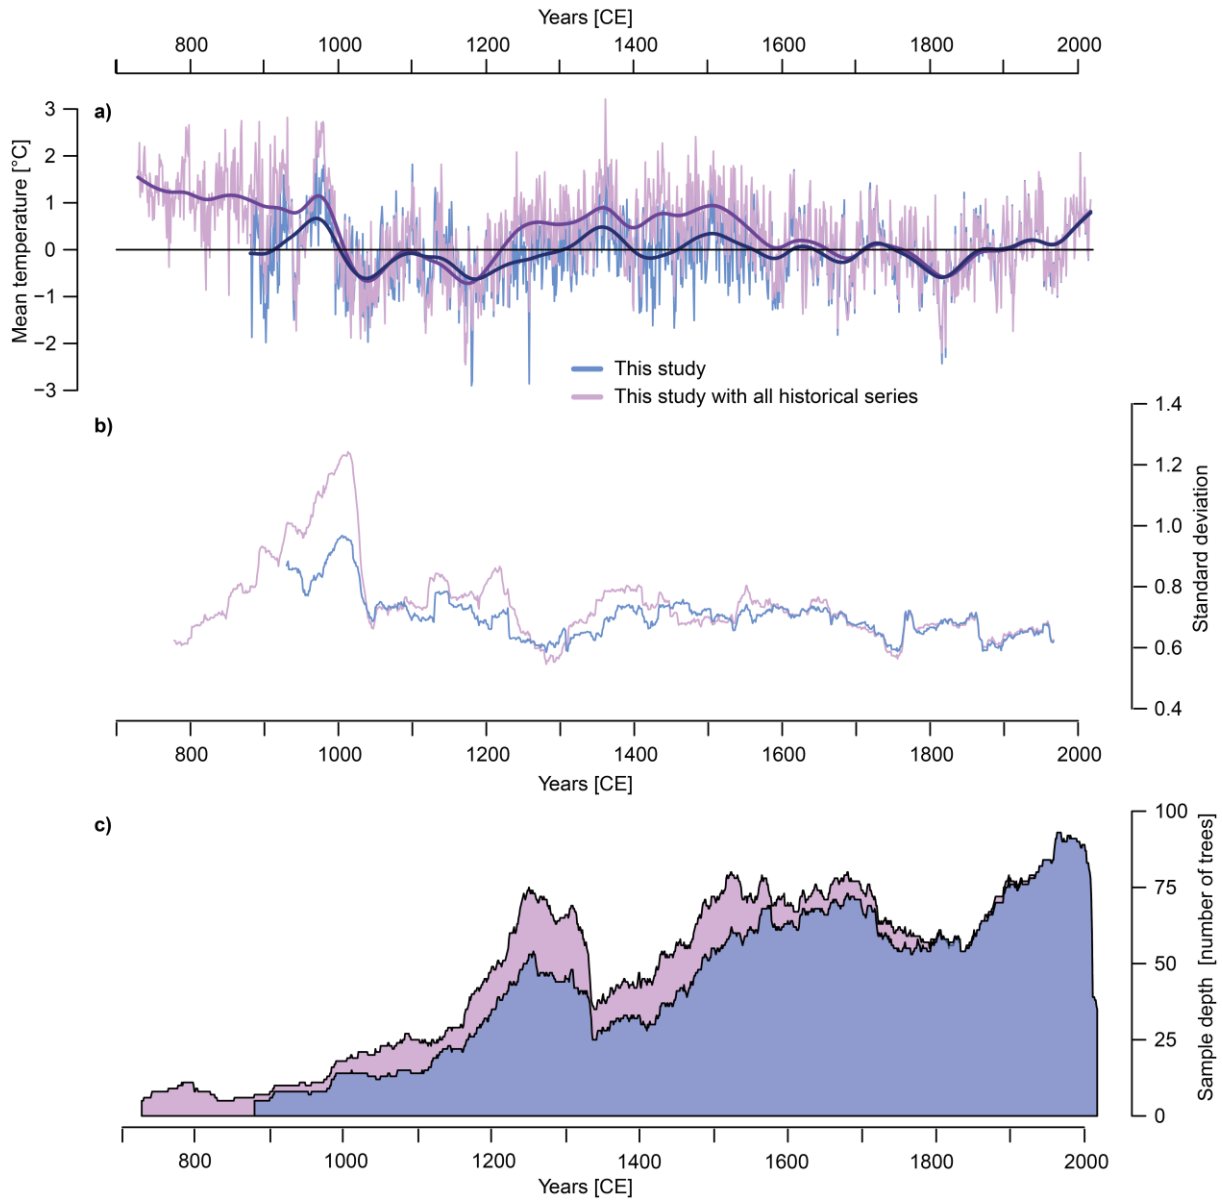 Years [CE]
800 1000 1200 1400 1600 1800 2000
a)
Mean temperature [°C]
3
2
1
0
−1
−2
−3
This study
This study with all historical series
b)
1.4
1.2
1.0
0.8
0.6
0.4
Standard deviation
800 1000 1200 1400 1600 1800 2000
Years [CE]
c)
100
75
50
25
0
Sample depth [number of trees]
800 1000 1200 1400 1600 1800 2000
Years [CE]